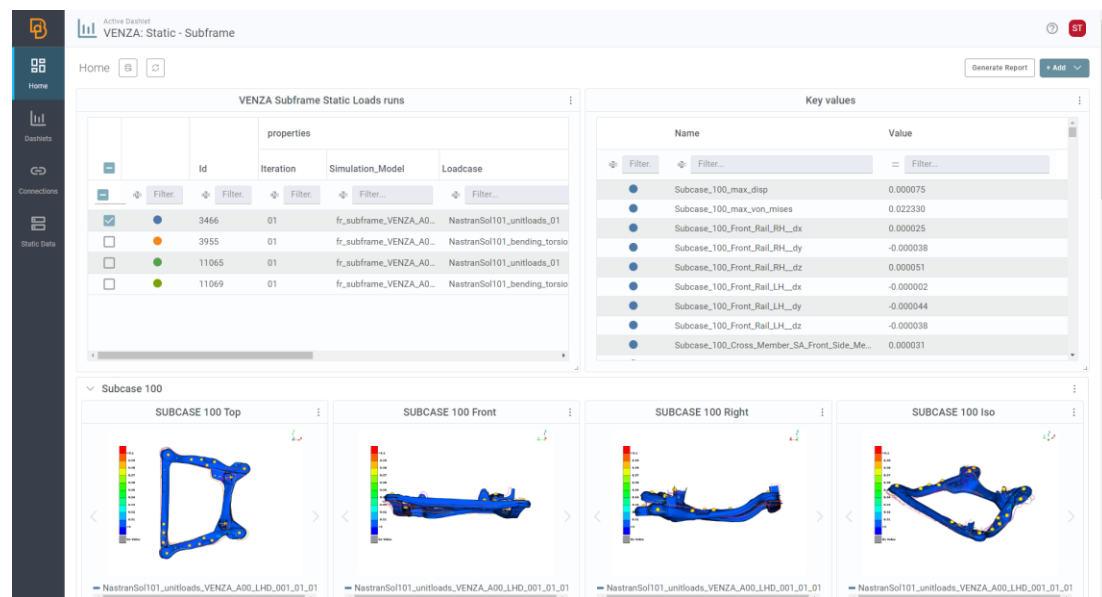 Active Dashlet
VENZA: Static - Subframe
ST
Home
Generate Report
+ Add
Home
Dashlets
Connections
Static Data
VENZA Subframe Static Loads runs
properties
Id Iteration Simulation_Model Loadcase
Filter. Filter. Filter. Filter... Filter...
3466 01 fr_subframe_VENZA_A0... NastranSol101_unitloads_01
3955 01 fr_subframe_VENZA_A0... NastranSol101_bending_torsio
11065 01 fr_subframe_VENZA_A0... NastranSol101_unitloads_01
11069 01 fr_subframe_VENZA_A0... NastranSol101_bending_torsio
Key values
Name Value
Filter. Filter... = Filter...
Subcase_100_max_disp 0.000075
Subcase_100_max_von_mises 0.022330
Subcase_100_Front_Rail_RH__dx 0.000025
Subcase_100_Front_Rail_RH__dy -0.000038
Subcase_100_Front_Rail_RH__dz 0.000051
Subcase_100_Front_Rail_LH__dx -0.000002
Subcase_100_Front_Rail_LH__dy -0.000044
Subcase_100_Front_Rail_LH__dz -0.000038
Subcase_100_Cross_Member_SA_Front_Side_Me... 0.000031
Subcase 100
SUBCASE 100 Top
SUBCASE 100 Front
SUBCASE 100 Right
SUBCASE 100 Iso
NastranSol101_unitloads_VENZA_A00_LHD_001_01_01
NastranSol101_unitloads_VENZA_A00_LHD_001_01_01
NastranSol101_unitloads_VENZA_A00_LHD_001_01_01
NastranSol101_unitloads_VENZA_A00_LHD_001_01_01